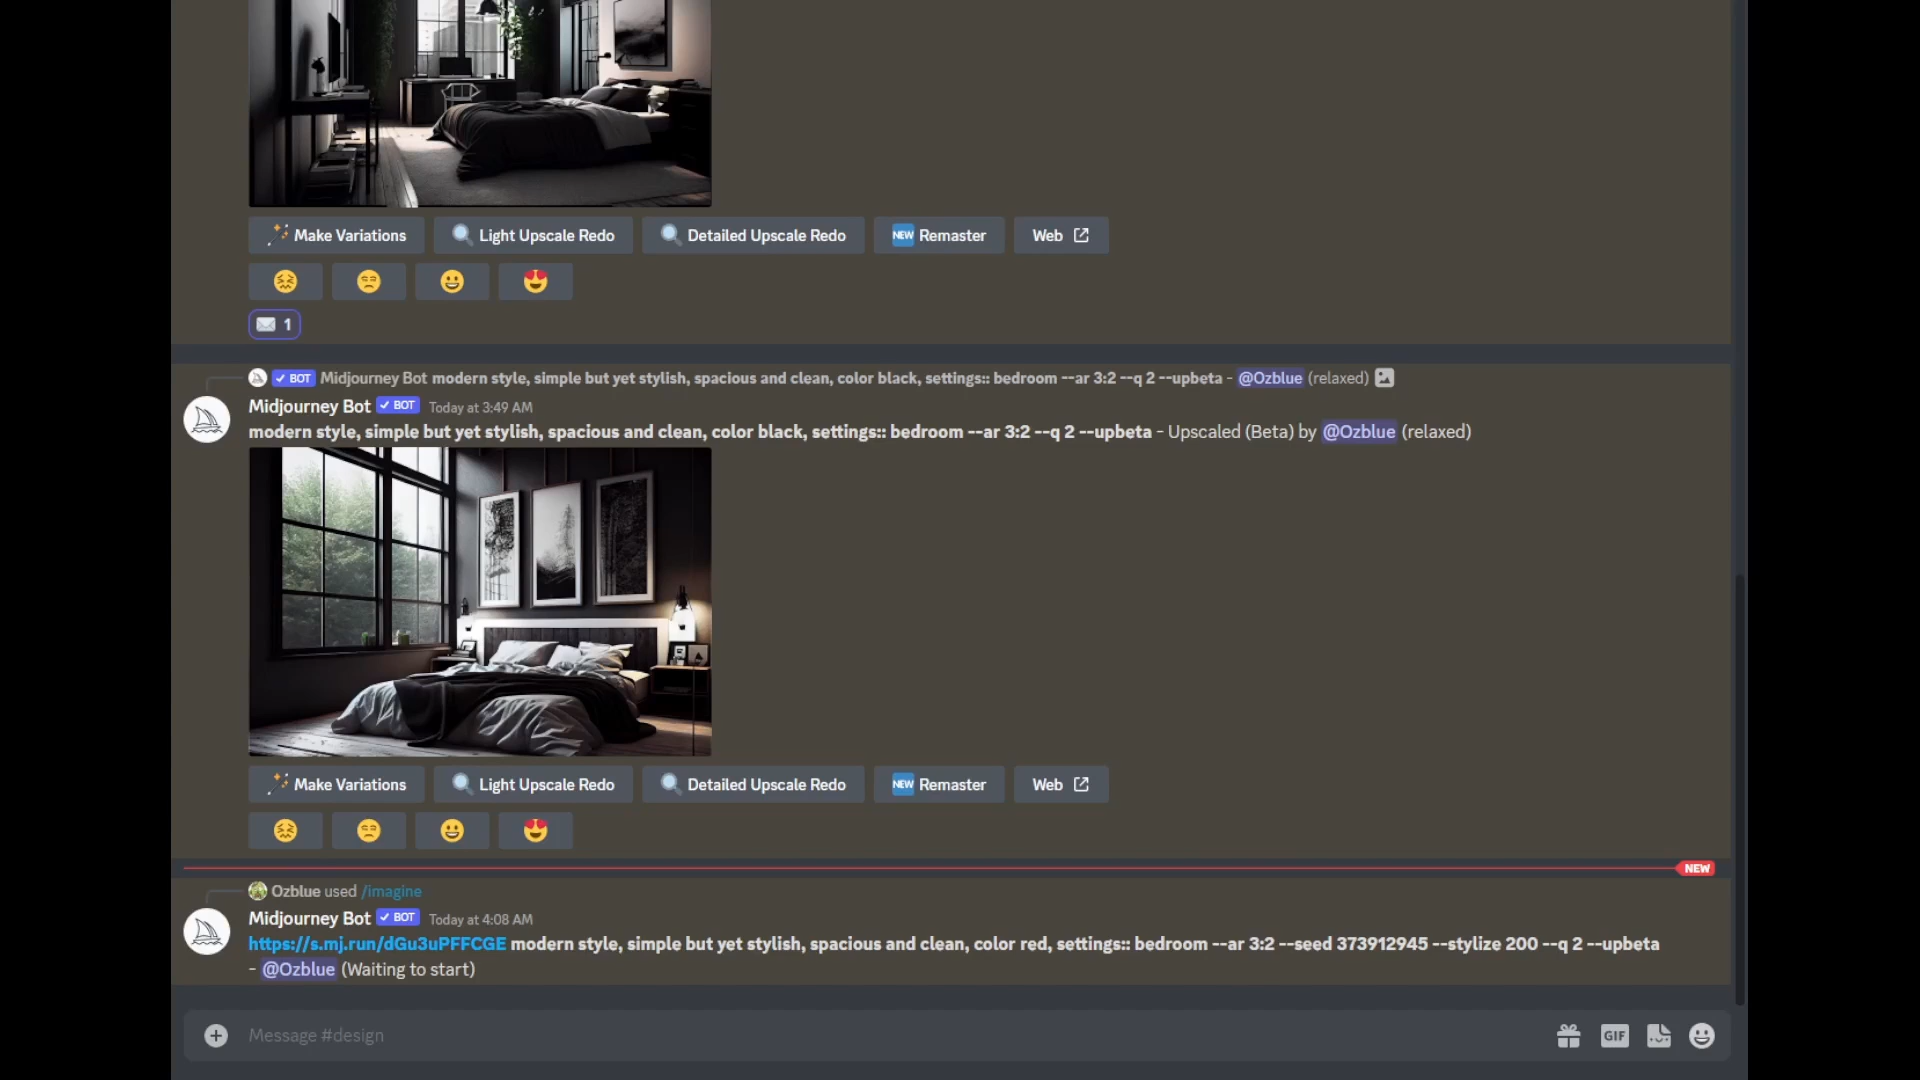 Make Variations
Light Upscale Redo
Detailed Upscale Redo
NEW Remaster
Web
1
BOT Midjourney Bot modern style, simple but yet stylish, spacious and clean, color black, settings:: bedroom --ar 3:2 --q 2 --upbeta - @Ozblue (relaxed)
Midjourney Bot BOT Today at 3:49 AM
modern style, simple but yet stylish, spacious and clean, color black, settings:: bedroom --ar 3:2 --q 2 --upbeta - Upscaled (Beta) by @Ozblue (relaxed)
Make Variations
Light Upscale Redo
Detailed Upscale Redo
NEW Remaster
Web
NEW
Ozblue used /imagine
Midjourney Bot BOT Today at 4:08 AM
https://s.mj.run/dGu3uPFFCGE modern style, simple but yet stylish, spacious and clean, color red, settings:: bedroom --ar 3:2 --seed 373912945 --stylize 200 --q 2 --upbeta
- @Ozblue (Waiting to start)
Message #design
GIF